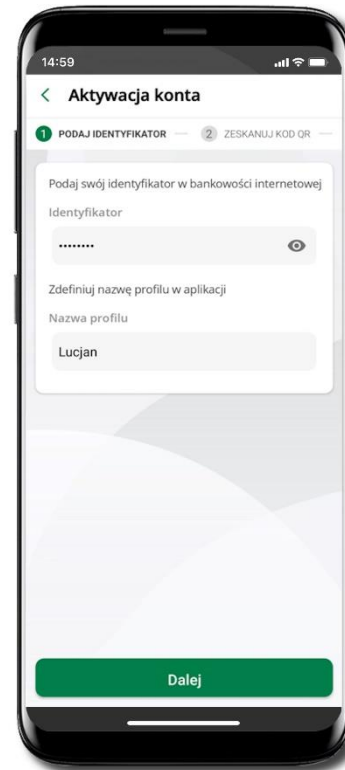 14:59
Aktywacja konta
1 PODAJ IDENTYFIKATOR 2 ZESKANUJ KOD QR
Podaj swój identyfikator w bankowości internetowej
Identyfikator
••••••••
Zdefiniuj nazwę profilu w aplikacji
Nazwa profilu
Lucjan
Dalej